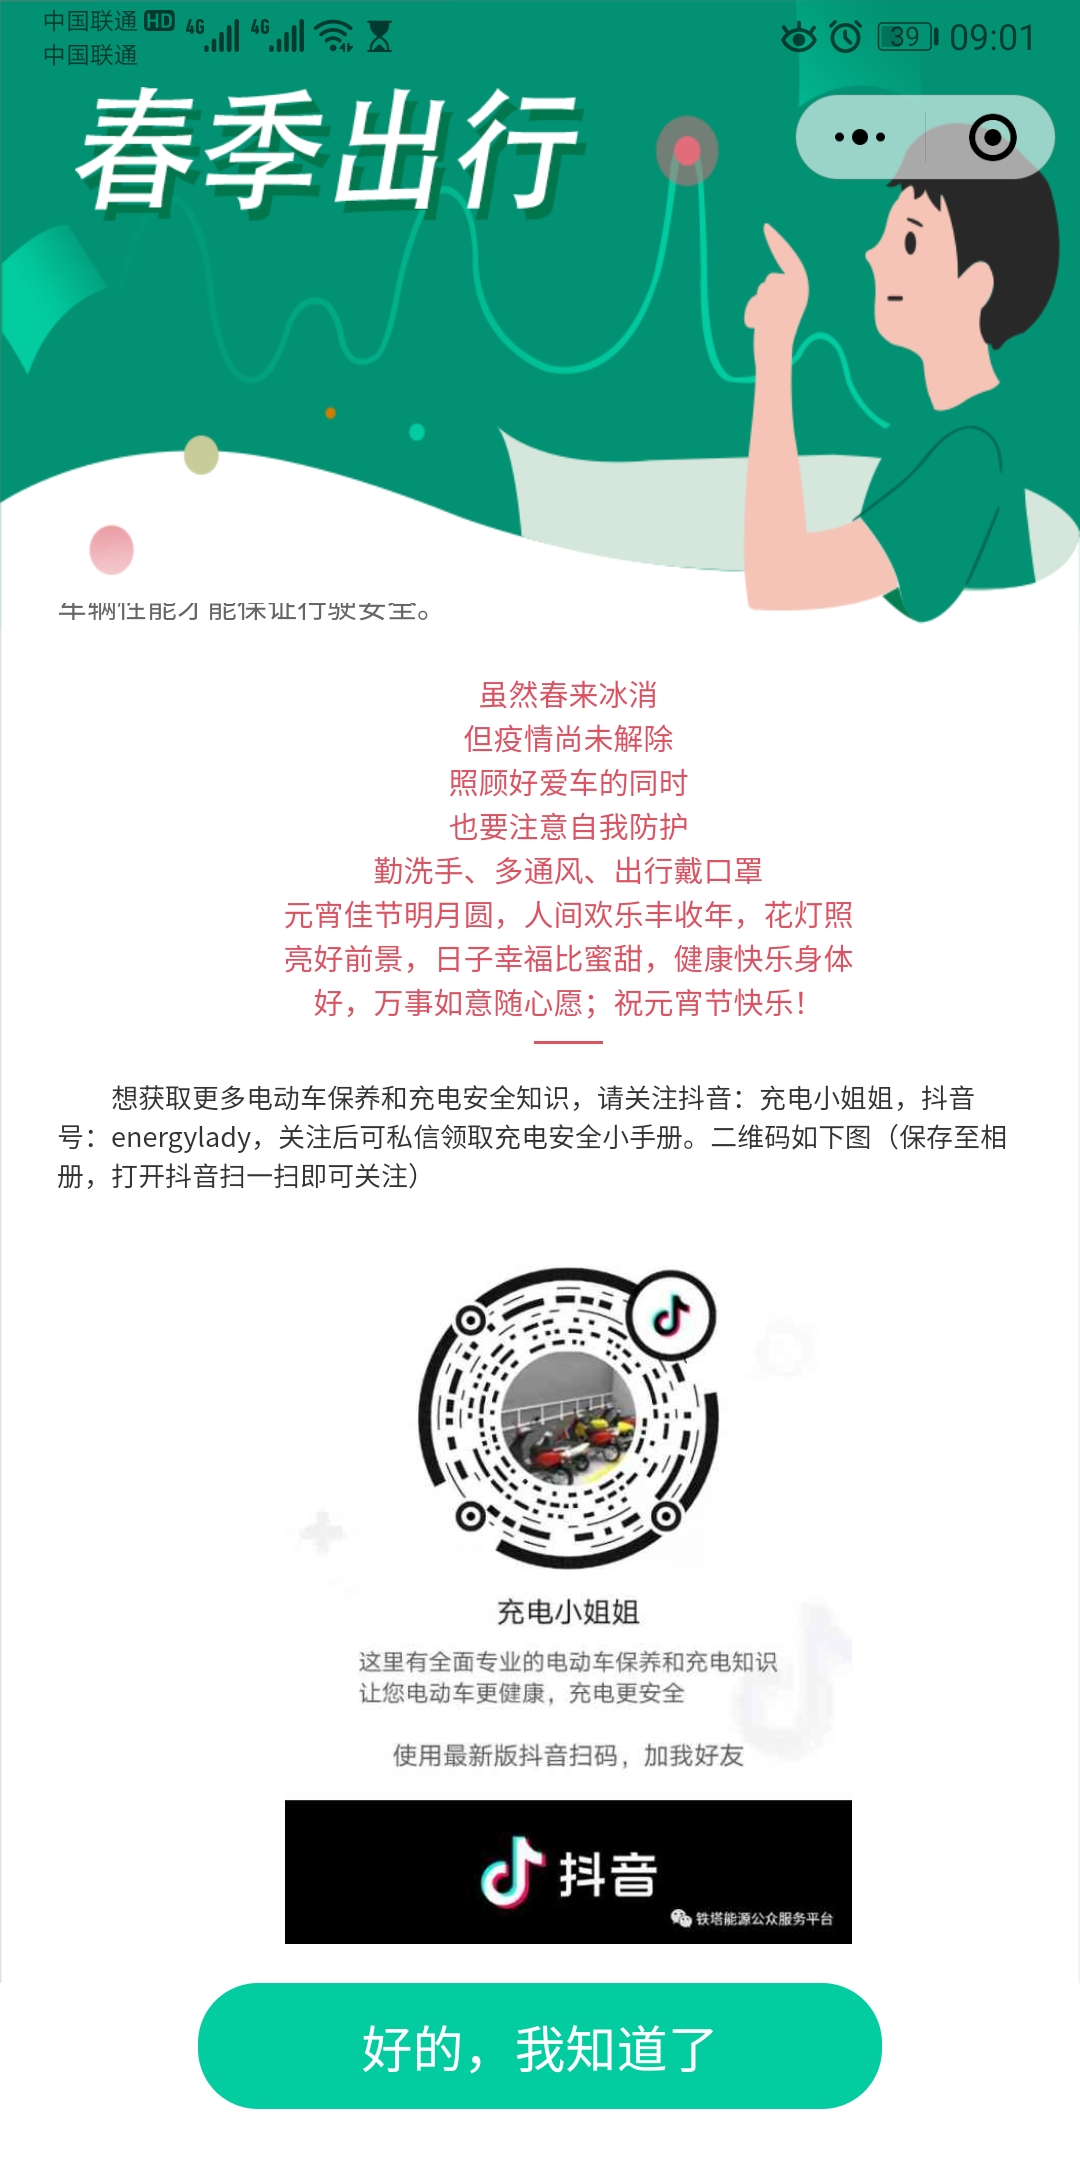 中国联通 HD 4G 4G
中国联通
39 09:01
春季出行
车辆性能才能保证行驶安全。
虽然春来冰消
但疫情尚未解除
照顾好爱车的同时
也要注意自我防护
勤洗手、多通风、出行戴口罩
元宵佳节明月圆，人间欢乐丰收年，花灯照
亮好前景，日子幸福比蜜甜，健康快乐身体
好，万事如意随心愿；祝元宵节快乐！
想获取更多电动车保养和充电安全知识，请关注抖音：充电小姐姐，抖音
号：energylady，关注后可私信领取充电安全小手册。二维码如下图（保存至相
册，打开抖音扫一扫即可关注）
充电小姐姐
这里有全面专业的电动车保养和充电知识
让您电动车更健康，充电更安全
使用最新版抖音扫码，加我好友
抖音
铁塔能源公众服务平台
好的，我知道了